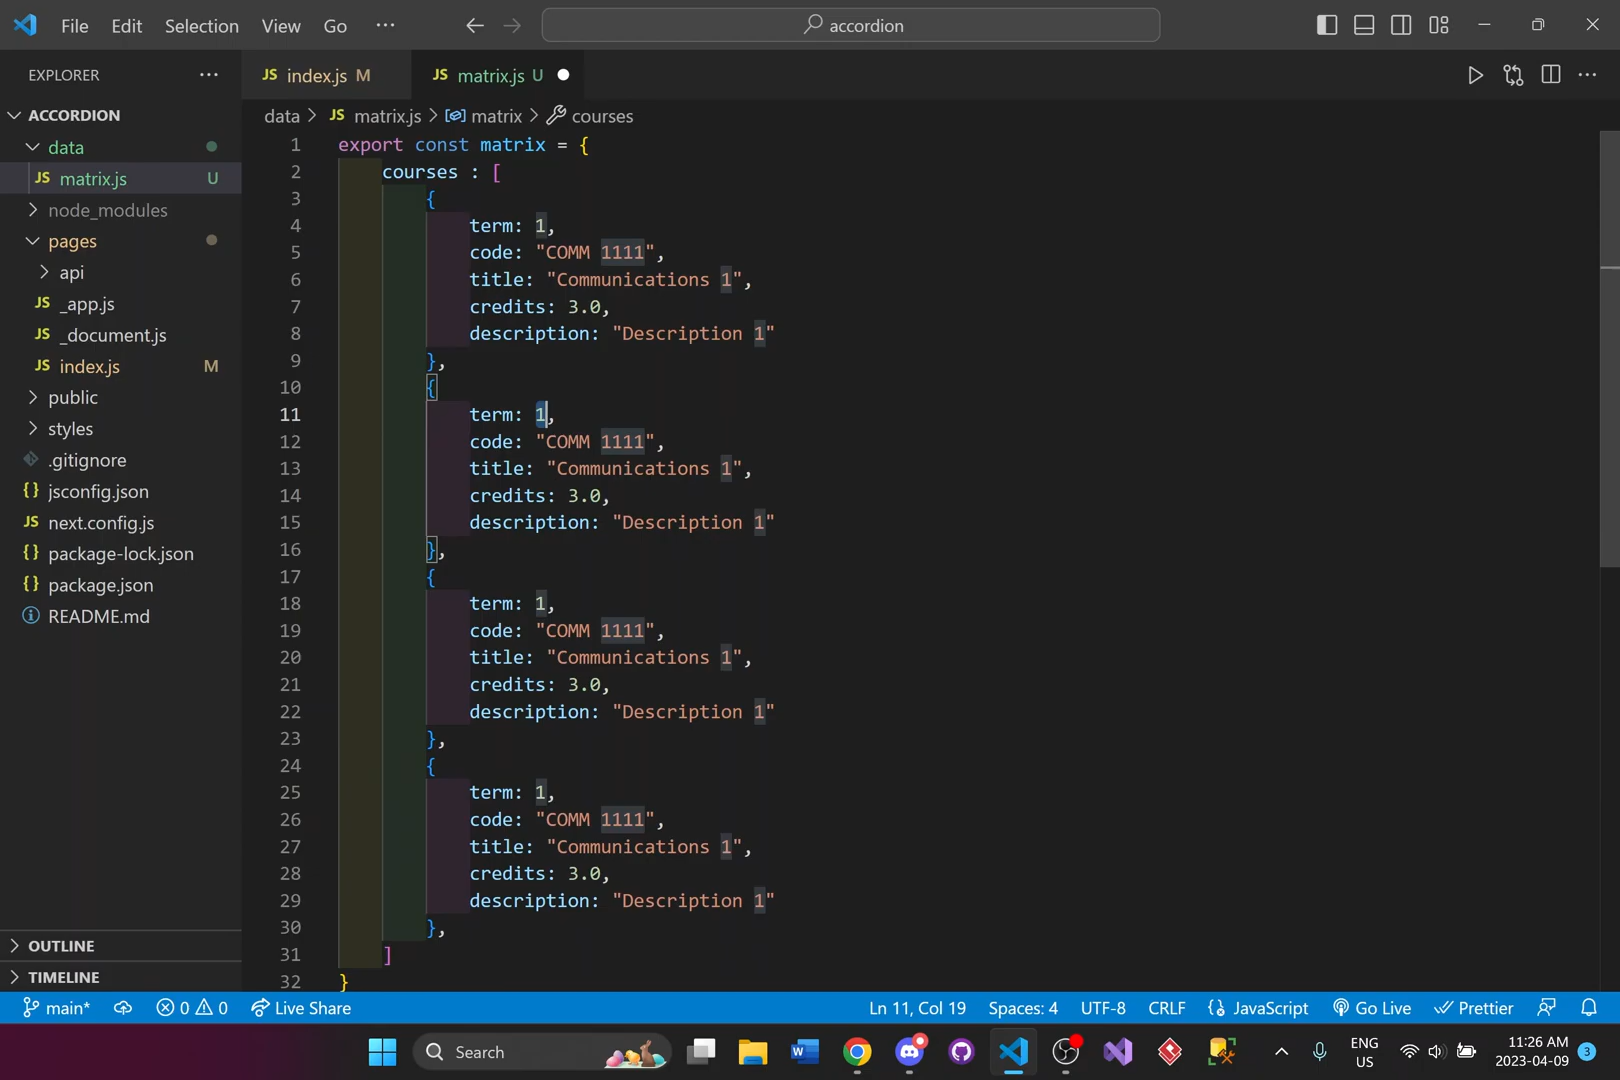 File Edit Selection View Go ···
accordion
EXPLORER ···
ACCORDION
data
JS matrix.js U
node_modules
pages
api
JS _app.js
JS _document.js
JS index.js M
public
styles
.gitignore
{} jsconfig.json
JS next.config.js
{} package-lock.json
{} package.json
README.md
OUTLINE
TIMELINE
JS index.js M
JS matrix.js U
data > JS matrix.js > matrix > courses
1 export const matrix = {
2 courses : [
3 {
4 term: 1,
5 code: "COMM 1111",
6 title: "Communications 1",
7 credits: 3.0,
8 description: "Description 1"
9 },
10 {
11 term: 1,
12 code: "COMM 1111",
13 title: "Communications 1",
14 credits: 3.0,
15 description: "Description 1"
16 },
17 {
18 term: 1,
19 code: "COMM 1111",
20 title: "Communications 1",
21 credits: 3.0,
22 description: "Description 1"
23 },
24 {
25 term: 1,
26 code: "COMM 1111",
27 title: "Communications 1",
28 credits: 3.0,
29 description: "Description 1"
30 },
31 ]
32 }
main* 0 0 Live Share Ln 11, Col 19 Spaces: 4 UTF-8 CRLF {} JavaScript Go Live Prettier
Search
ENG
US
11:26 AM
2023-04-09
3